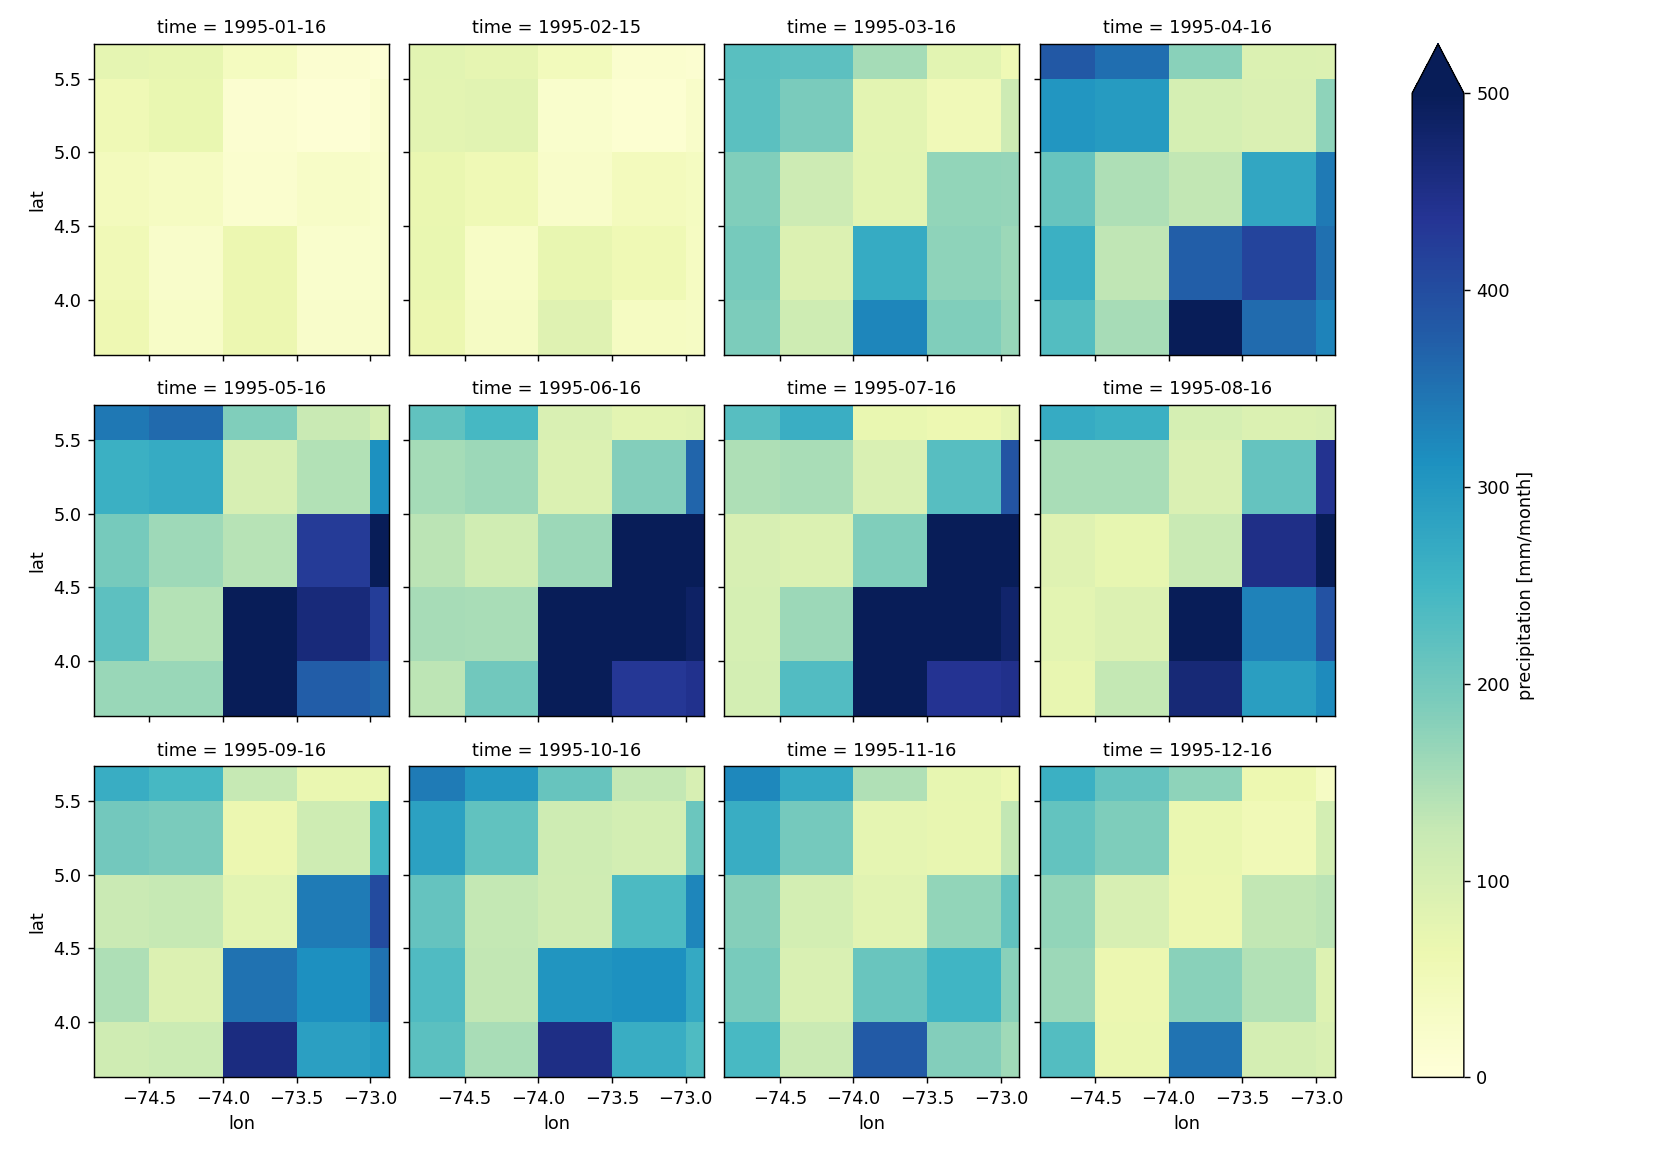 time = 1995-01-16
time = 1995-02-15
time = 1995-03-16
time = 1995-04-16
5.5
5.0
4.5
4.0
lat
time = 1995-05-16
time = 1995-06-16
time = 1995-07-16
time = 1995-08-16
5.5
5.0
4.5
4.0
lat
time = 1995-09-16
time = 1995-10-16
time = 1995-11-16
time = 1995-12-16
5.5
5.0
4.5
4.0
lat
−74.5 −74.0 −73.5 −73.0
lon
−74.5 −74.0 −73.5 −73.0
lon
−74.5 −74.0 −73.5 −73.0
lon
−74.5 −74.0 −73.5 −73.0
lon
500
400
300
200
100
0
precipitation [mm/month]